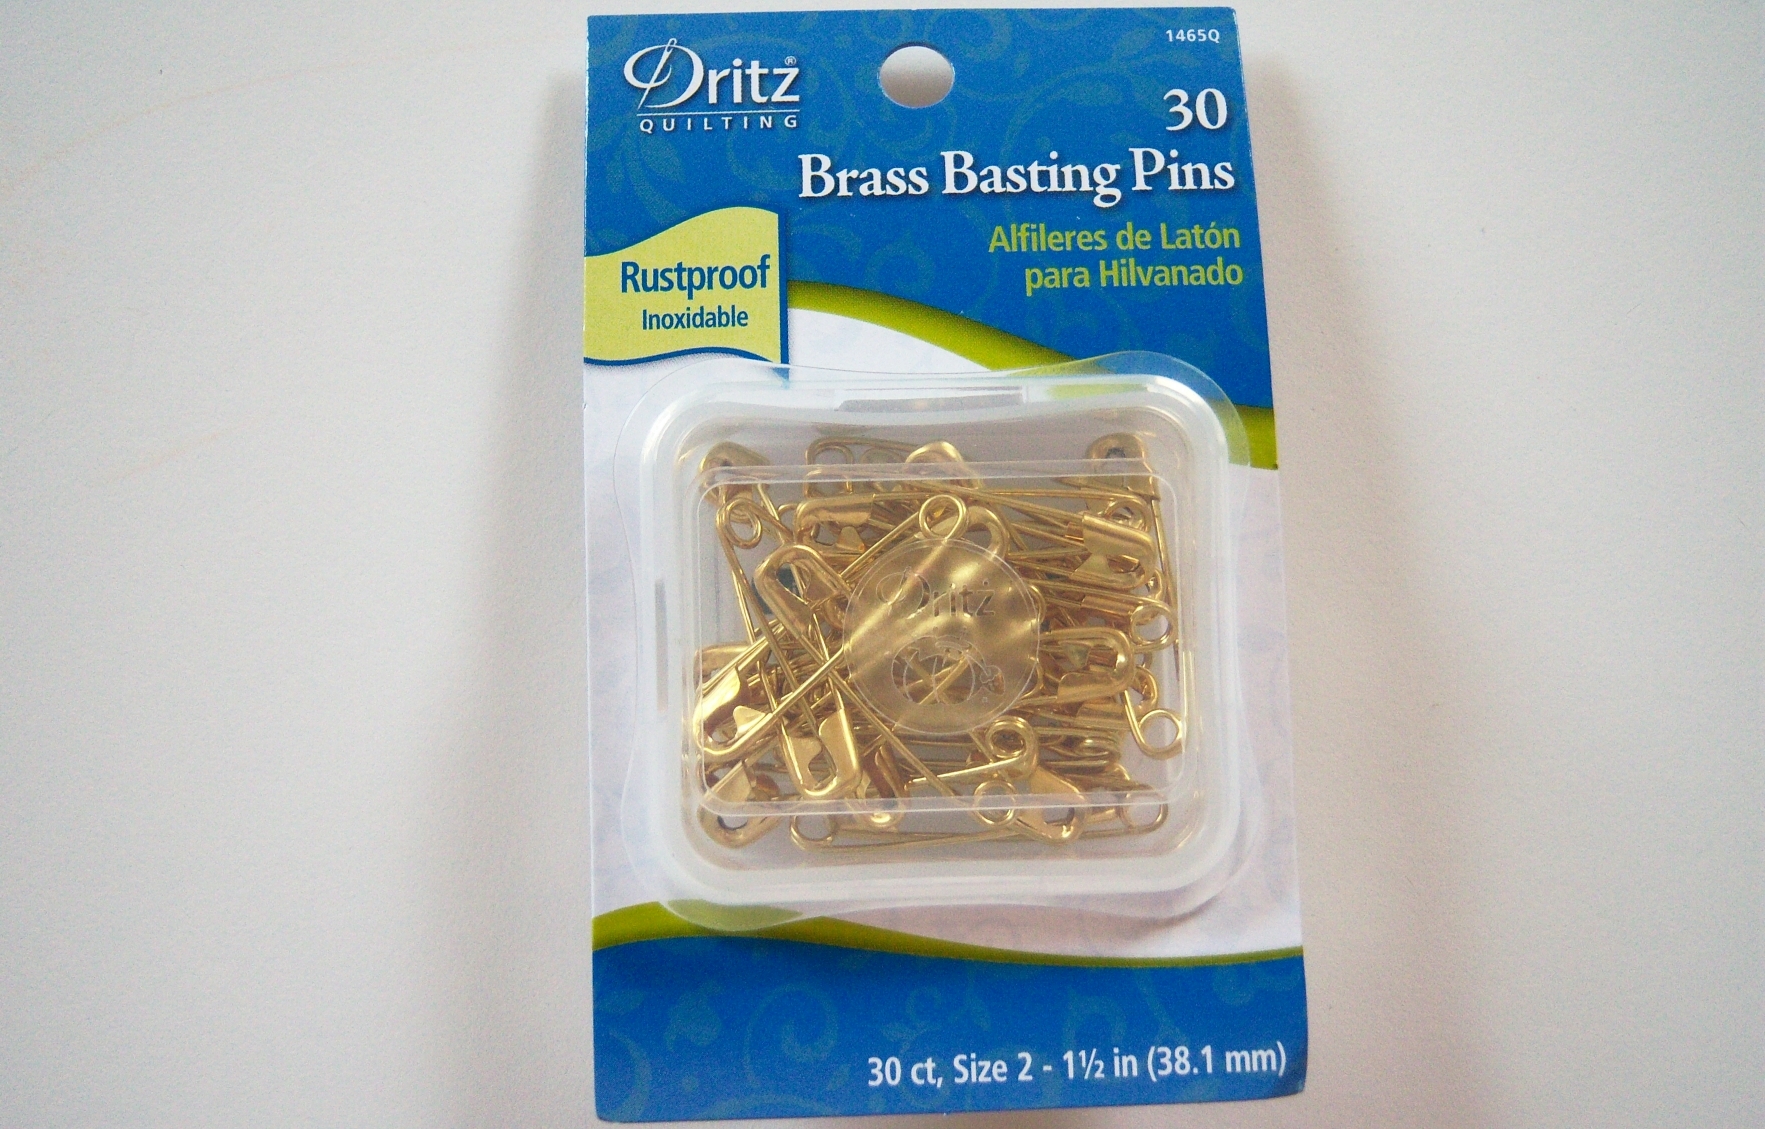 1465Q
Dritz®
QUILTING
30
Brass Basting Pins
Alfileres de Latón
para Hilvanado
Rustproof
Inoxidable
Dritz
30 ct, Size 2 - 1½ in (38.1 mm)